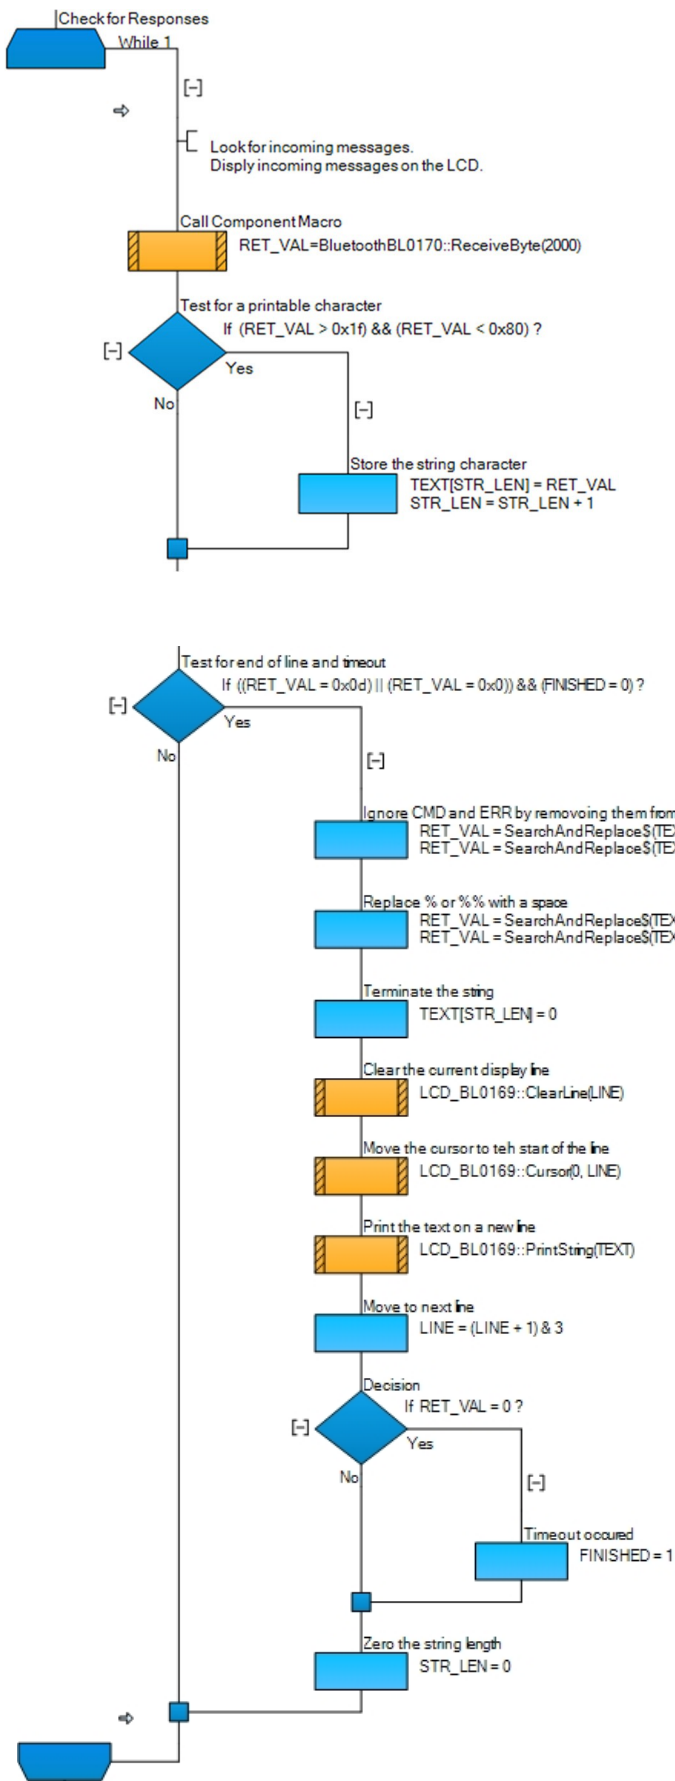 Check for Responses
While 1
[-]
Look for incoming messages.
Disply incoming messages on the LCD.
Call Component Macro
RET_VAL=BluetoothBL0170::ReceiveByte(2000)
Test for a printable character
If (RET_VAL > 0x1f) && (RET_VAL < 0x80) ?
[-]
Yes
No
[-]
Store the string character
TEXT[STR_LEN] = RET_VAL
STR_LEN = STR_LEN + 1
Test for end of line and timeout
If ((RET_VAL = 0x0d) || (RET_VAL = 0x0)) && (FINISHED = 0) ?
[-]
Yes
No
[-]
Ignore CMD and ERR by removoing them from
RET_VAL = SearchAndReplace$(TEX
RET_VAL = SearchAndReplace$(TEX
Replace % or %% with a space
RET_VAL = SearchAndReplace$(TEX
RET_VAL = SearchAndReplace$(TEX
Terminate the string
TEXT[STR_LEN] = 0
Clear the current display line
LCD_BL0169::ClearLine(LINE)
Move the cursor to teh start of the line
LCD_BL0169::Cursor(0, LINE)
Print the text on a new line
LCD_BL0169::PrintString(TEXT)
Move to next line
LINE = (LINE + 1) & 3
Decision
If RET_VAL = 0 ?
[-]
Yes
No
[-]
Timeout occured
FINISHED = 1
Zero the string length
STR_LEN = 0